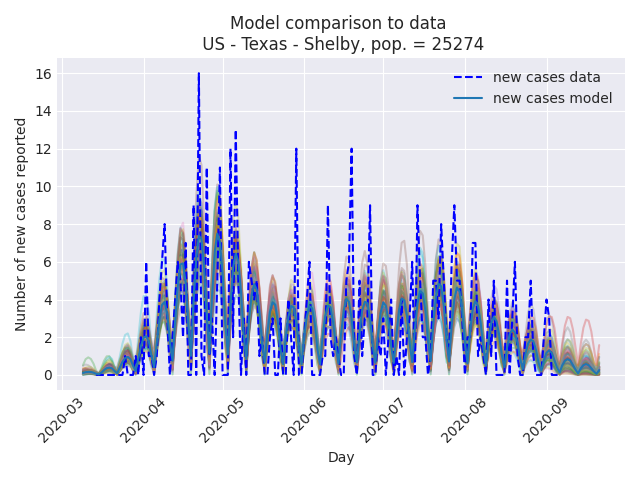 Model comparison to data
US - Texas - Shelby, pop. = 25274
new cases data
new cases model
Number of new cases reported
16
14
12
10
8
6
4
2
0
2020-03
2020-04
2020-05
2020-06
2020-07
2020-08
2020-09
Day